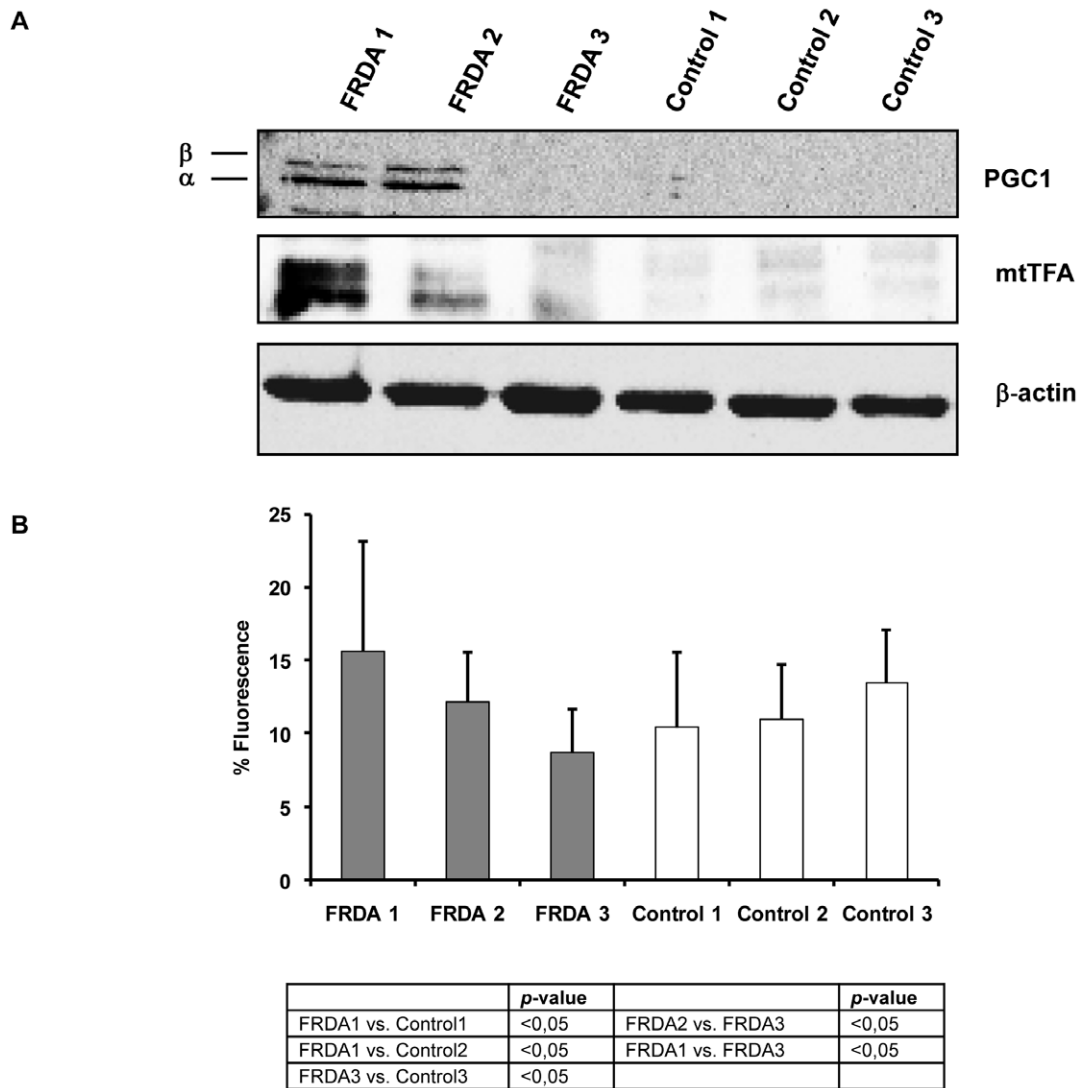 A
FRDA 1
FRDA 2
FRDA 3
Control 1
Control 2
Control 3
β
α
PGC1
mtTFA
β-actin
B
25
20
15
10
5
0
% Fluorescence
FRDA 1
FRDA 2
FRDA 3
Control 1
Control 2
Control 3
p-value p-value
FRDA1 vs. Control1 <0,05 FRDA2 vs. FRDA3 <0,05
FRDA1 vs. Control2 <0,05 FRDA1 vs. FRDA3 <0,05
FRDA3 vs. Control3 <0,05